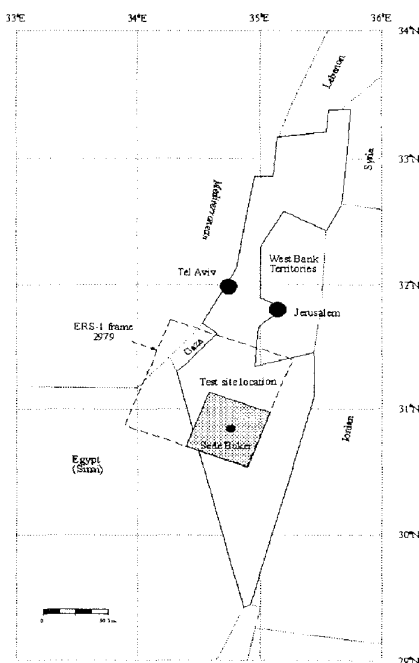 33°E
34°E
35°E
36°E
34°N
Lebanon
33°N
Syria
Mediterranean
West Bank
Territories
Tel Aviv
32°N
Jerusalem
ERS-1 frame
2979
Gaza
Test site location
31°N
Sede Boker
Jordan
Egypt
(Sinai)
30°N
0
29°N